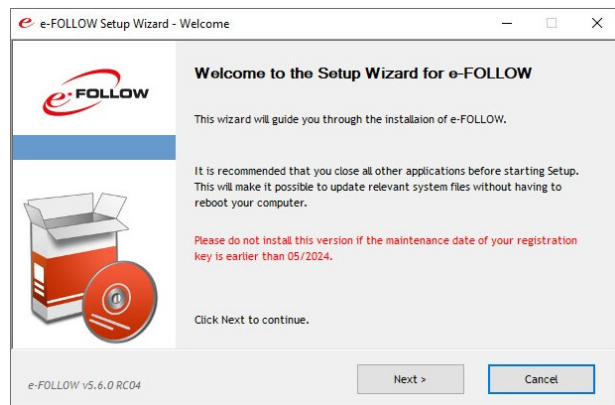 e-FOLLOW Setup Wizard - Welcome
e-FOLLOW
Welcome to the Setup Wizard for e-FOLLOW
This wizard will guide you through the installaion of e-FOLLOW.
It is recommended that you close all other applications before starting Setup.
This will make it possible to update relevant system files without having to
reboot your computer.
Please do not install this version if the maintenance date of your registration
key is earlier than 05/2024.
Click Next to continue.
e-FOLLOW v5.6.0 RC04
Next >
Cancel